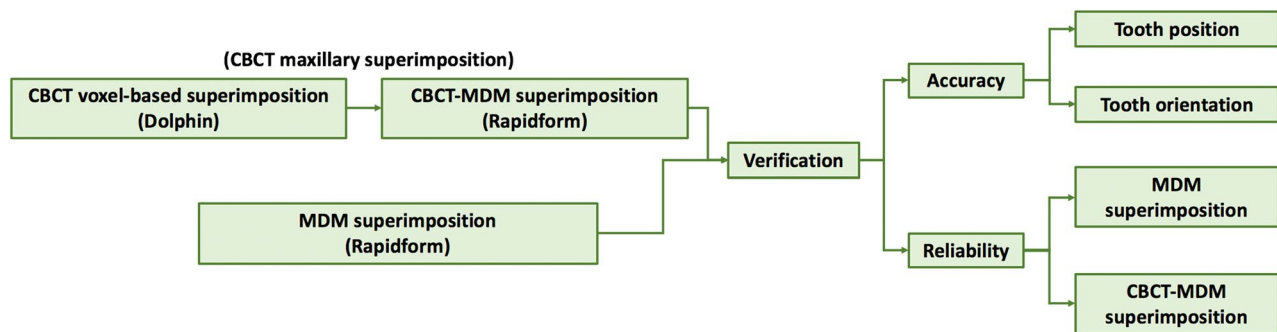 (CBCT maxillary superimposition)
CBCT voxel-based superimposition
(Dolphin)
CBCT-MDM superimposition
(Rapidform)
MDM superimposition
(Rapidform)
Verification
Accuracy
Tooth position
Tooth orientation
Reliability
MDM
superimposition
CBCT-MDM
superimposition